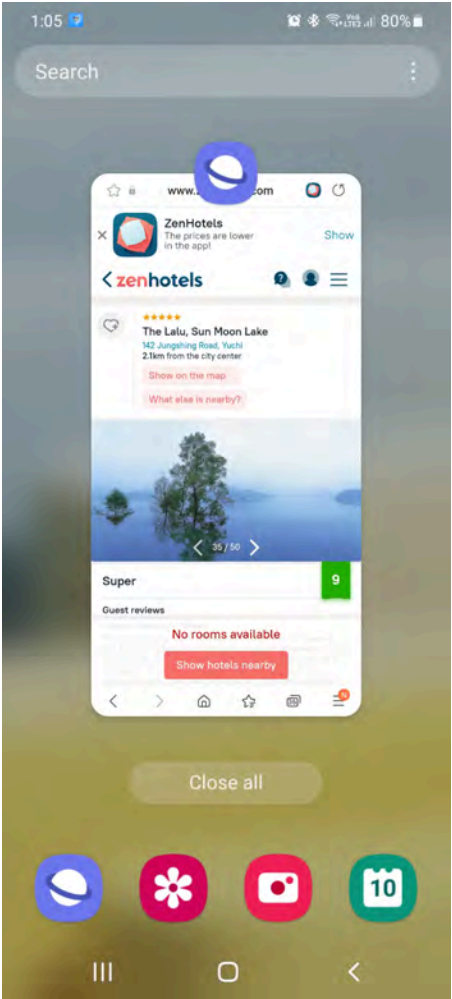 1:05
80%
Search
www.
om
ZenHotels
The prices are lower
in the app!
Show
zenhotels
The Lalu, Sun Moon Lake
142 Jungshing Road, Yuchi
2.1km from the city center
Show on the map
What else is nearby?
35 / 50
Super
9
Guest reviews
No rooms available
Show hotels nearby
N
Close all
10